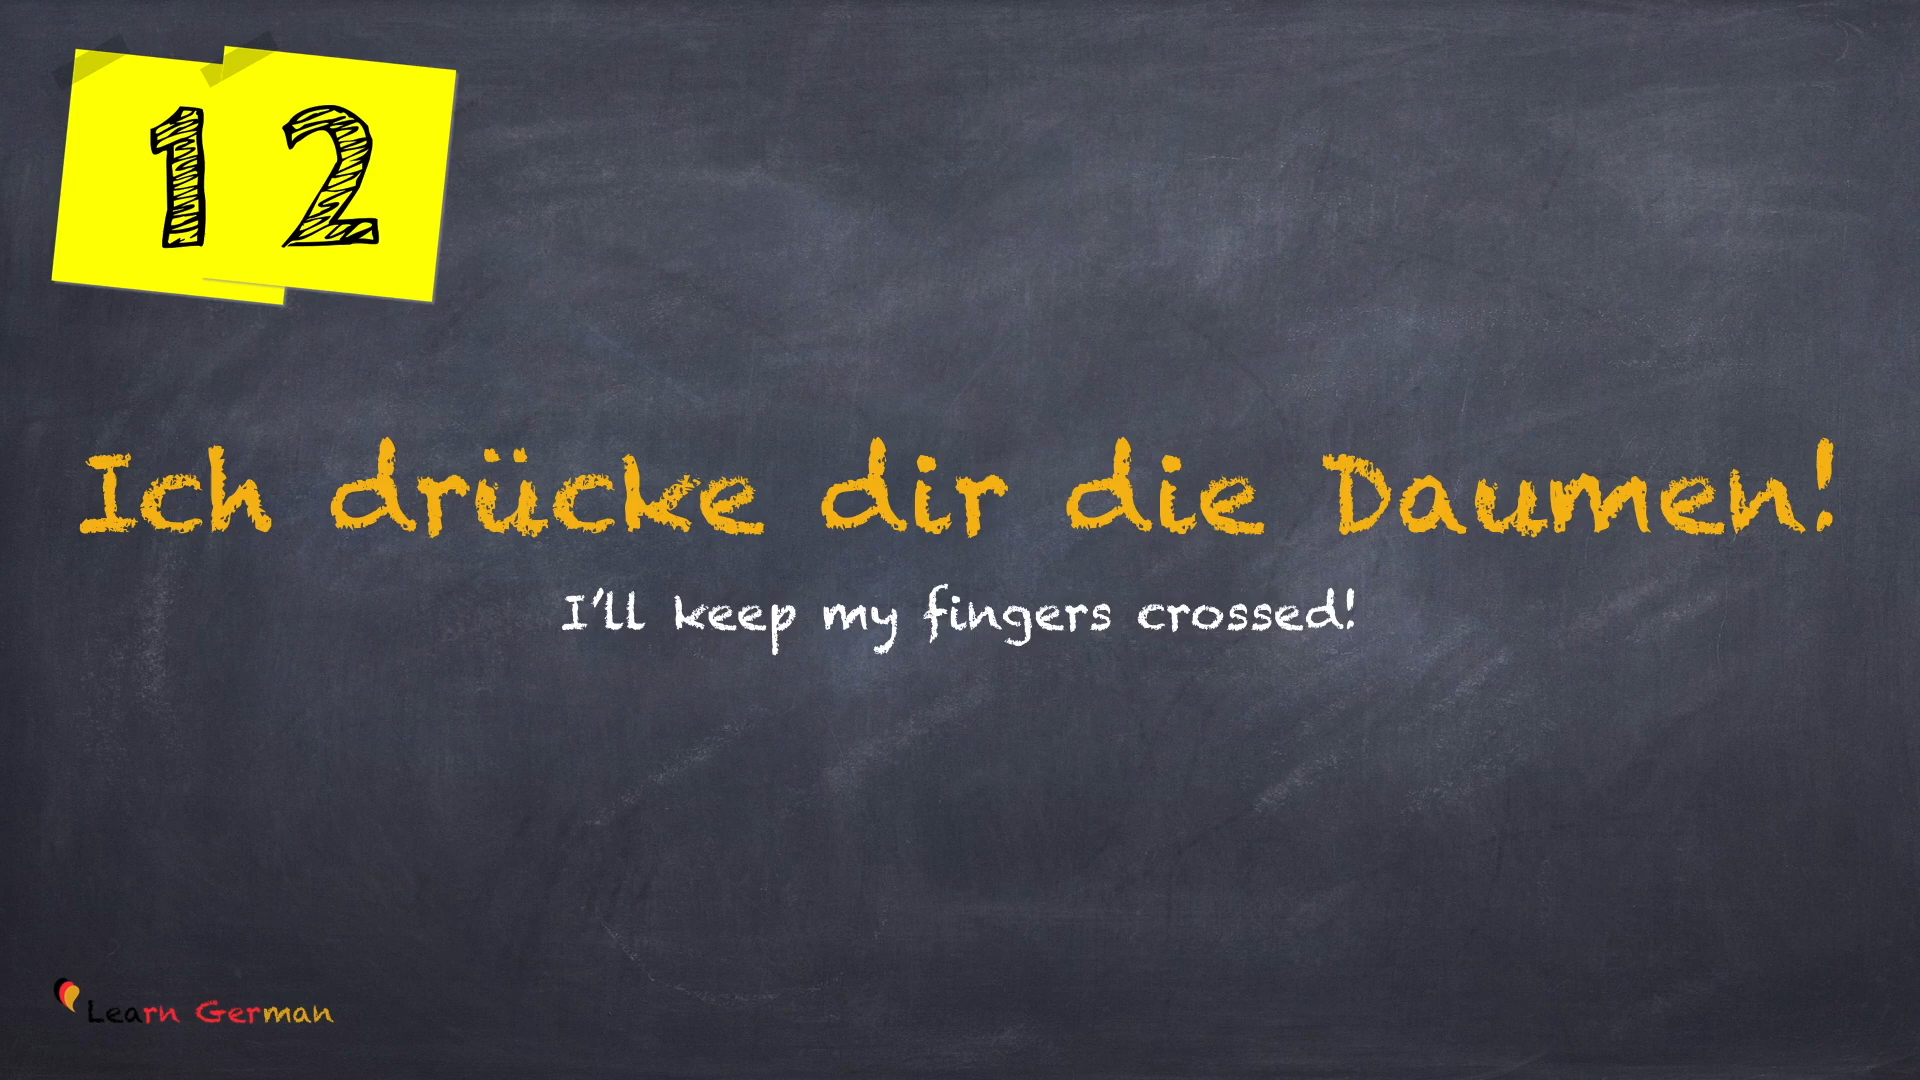 12
Ich drücke dir die Daumen!
I'll keep my fingers crossed!
Learn German